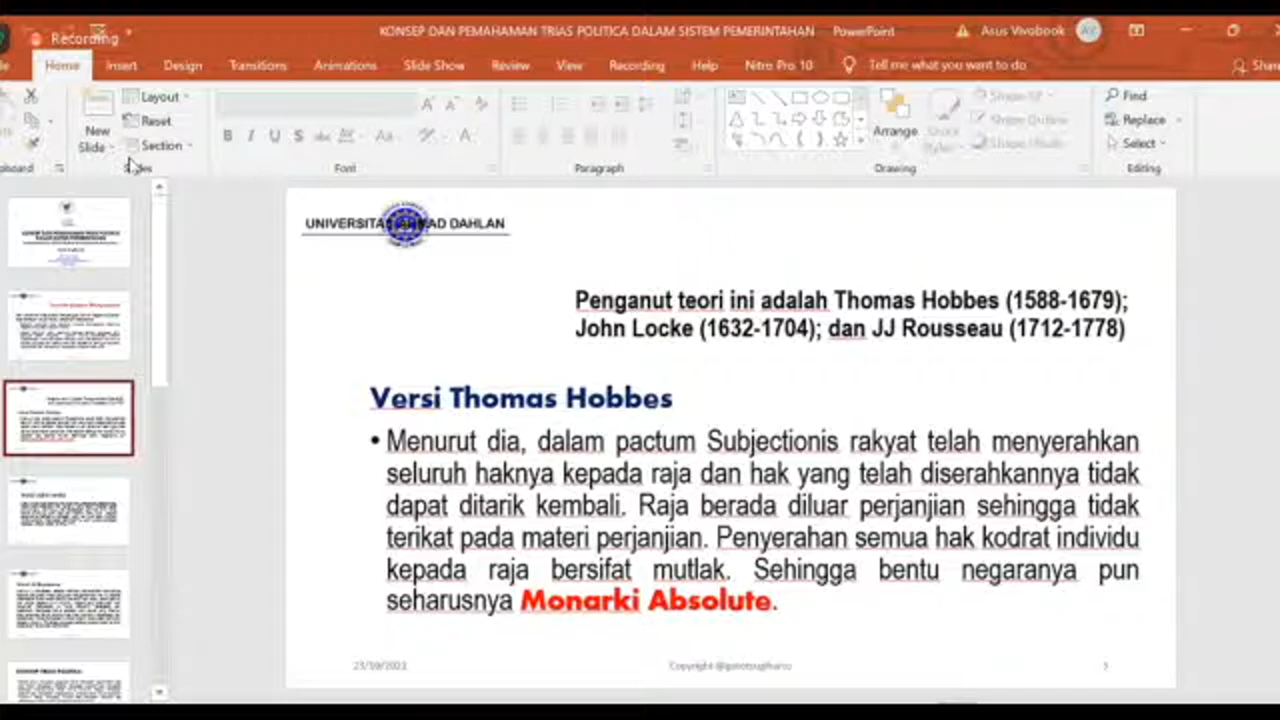 Recording
KONSEP DAN PEMAHAMAN TRIAS POLITICA DALAM SISTEM PEMERINTAHAN - PowerPoint
Asus Vivobook
Home Insert Design Transitions Animations Slide Show Review View Recording Help Nitro Pro 10 Tell me what you want to do
Layout
Reset
Section
New
Slide
Font
Paragraph
Arrange
Shape Outline
Drawing
Find
Replace
Select
Editing
UNIVERSITAS AHMAD DAHLAN
Penganut teori ini adalah Thomas Hobbes (1588-1679);
John Locke (1632-1704); dan JJ Rousseau (1712-1778)
Versi Thomas Hobbes
• Menurut dia, dalam pactum Subjectionis rakyat telah menyerahkan
seluruh haknya kepada raja dan hak yang telah diserahkannya tidak
dapat ditarik kembali. Raja berada diluar perjanjian sehingga tidak
terikat pada materi perjanjian. Penyerahan semua hak kodrat individu
kepada raja bersifat mutlak. Sehingga bentu negaranya pun
seharusnya Monarki Absolute.
Copyright